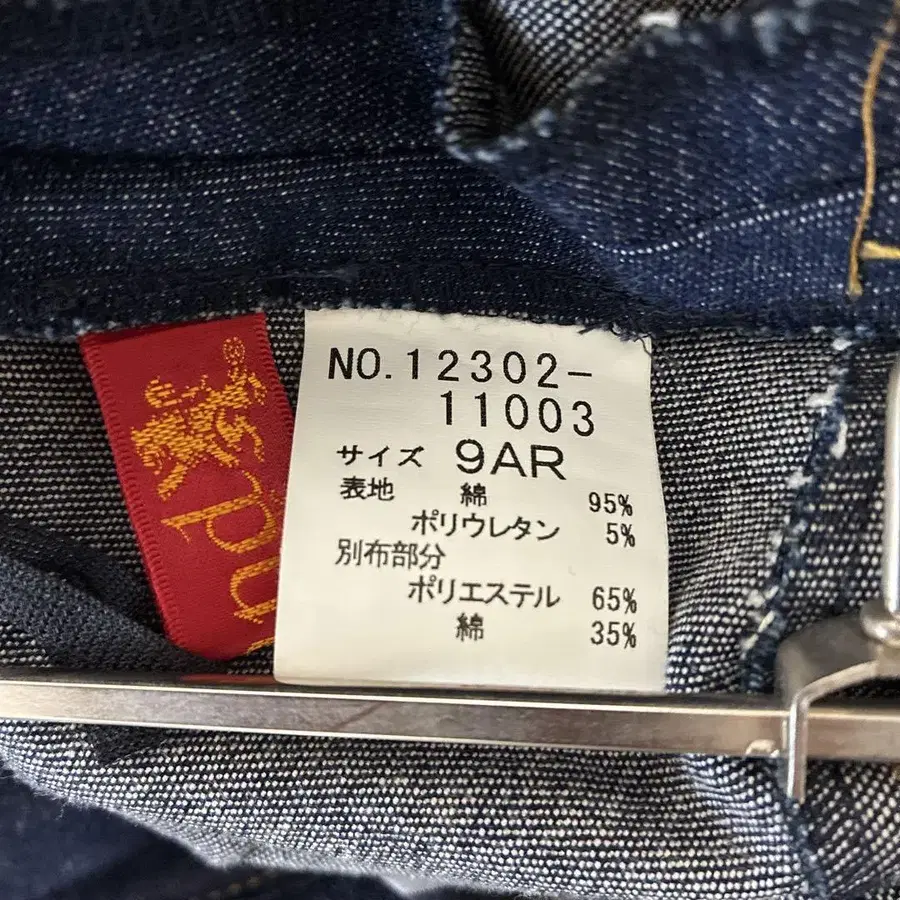 NO.12302-
11003
サイズ 9AR
表地 綿 95%
ポリウレタン 5%
別布部分
ポリエステル 65%
綿 35%